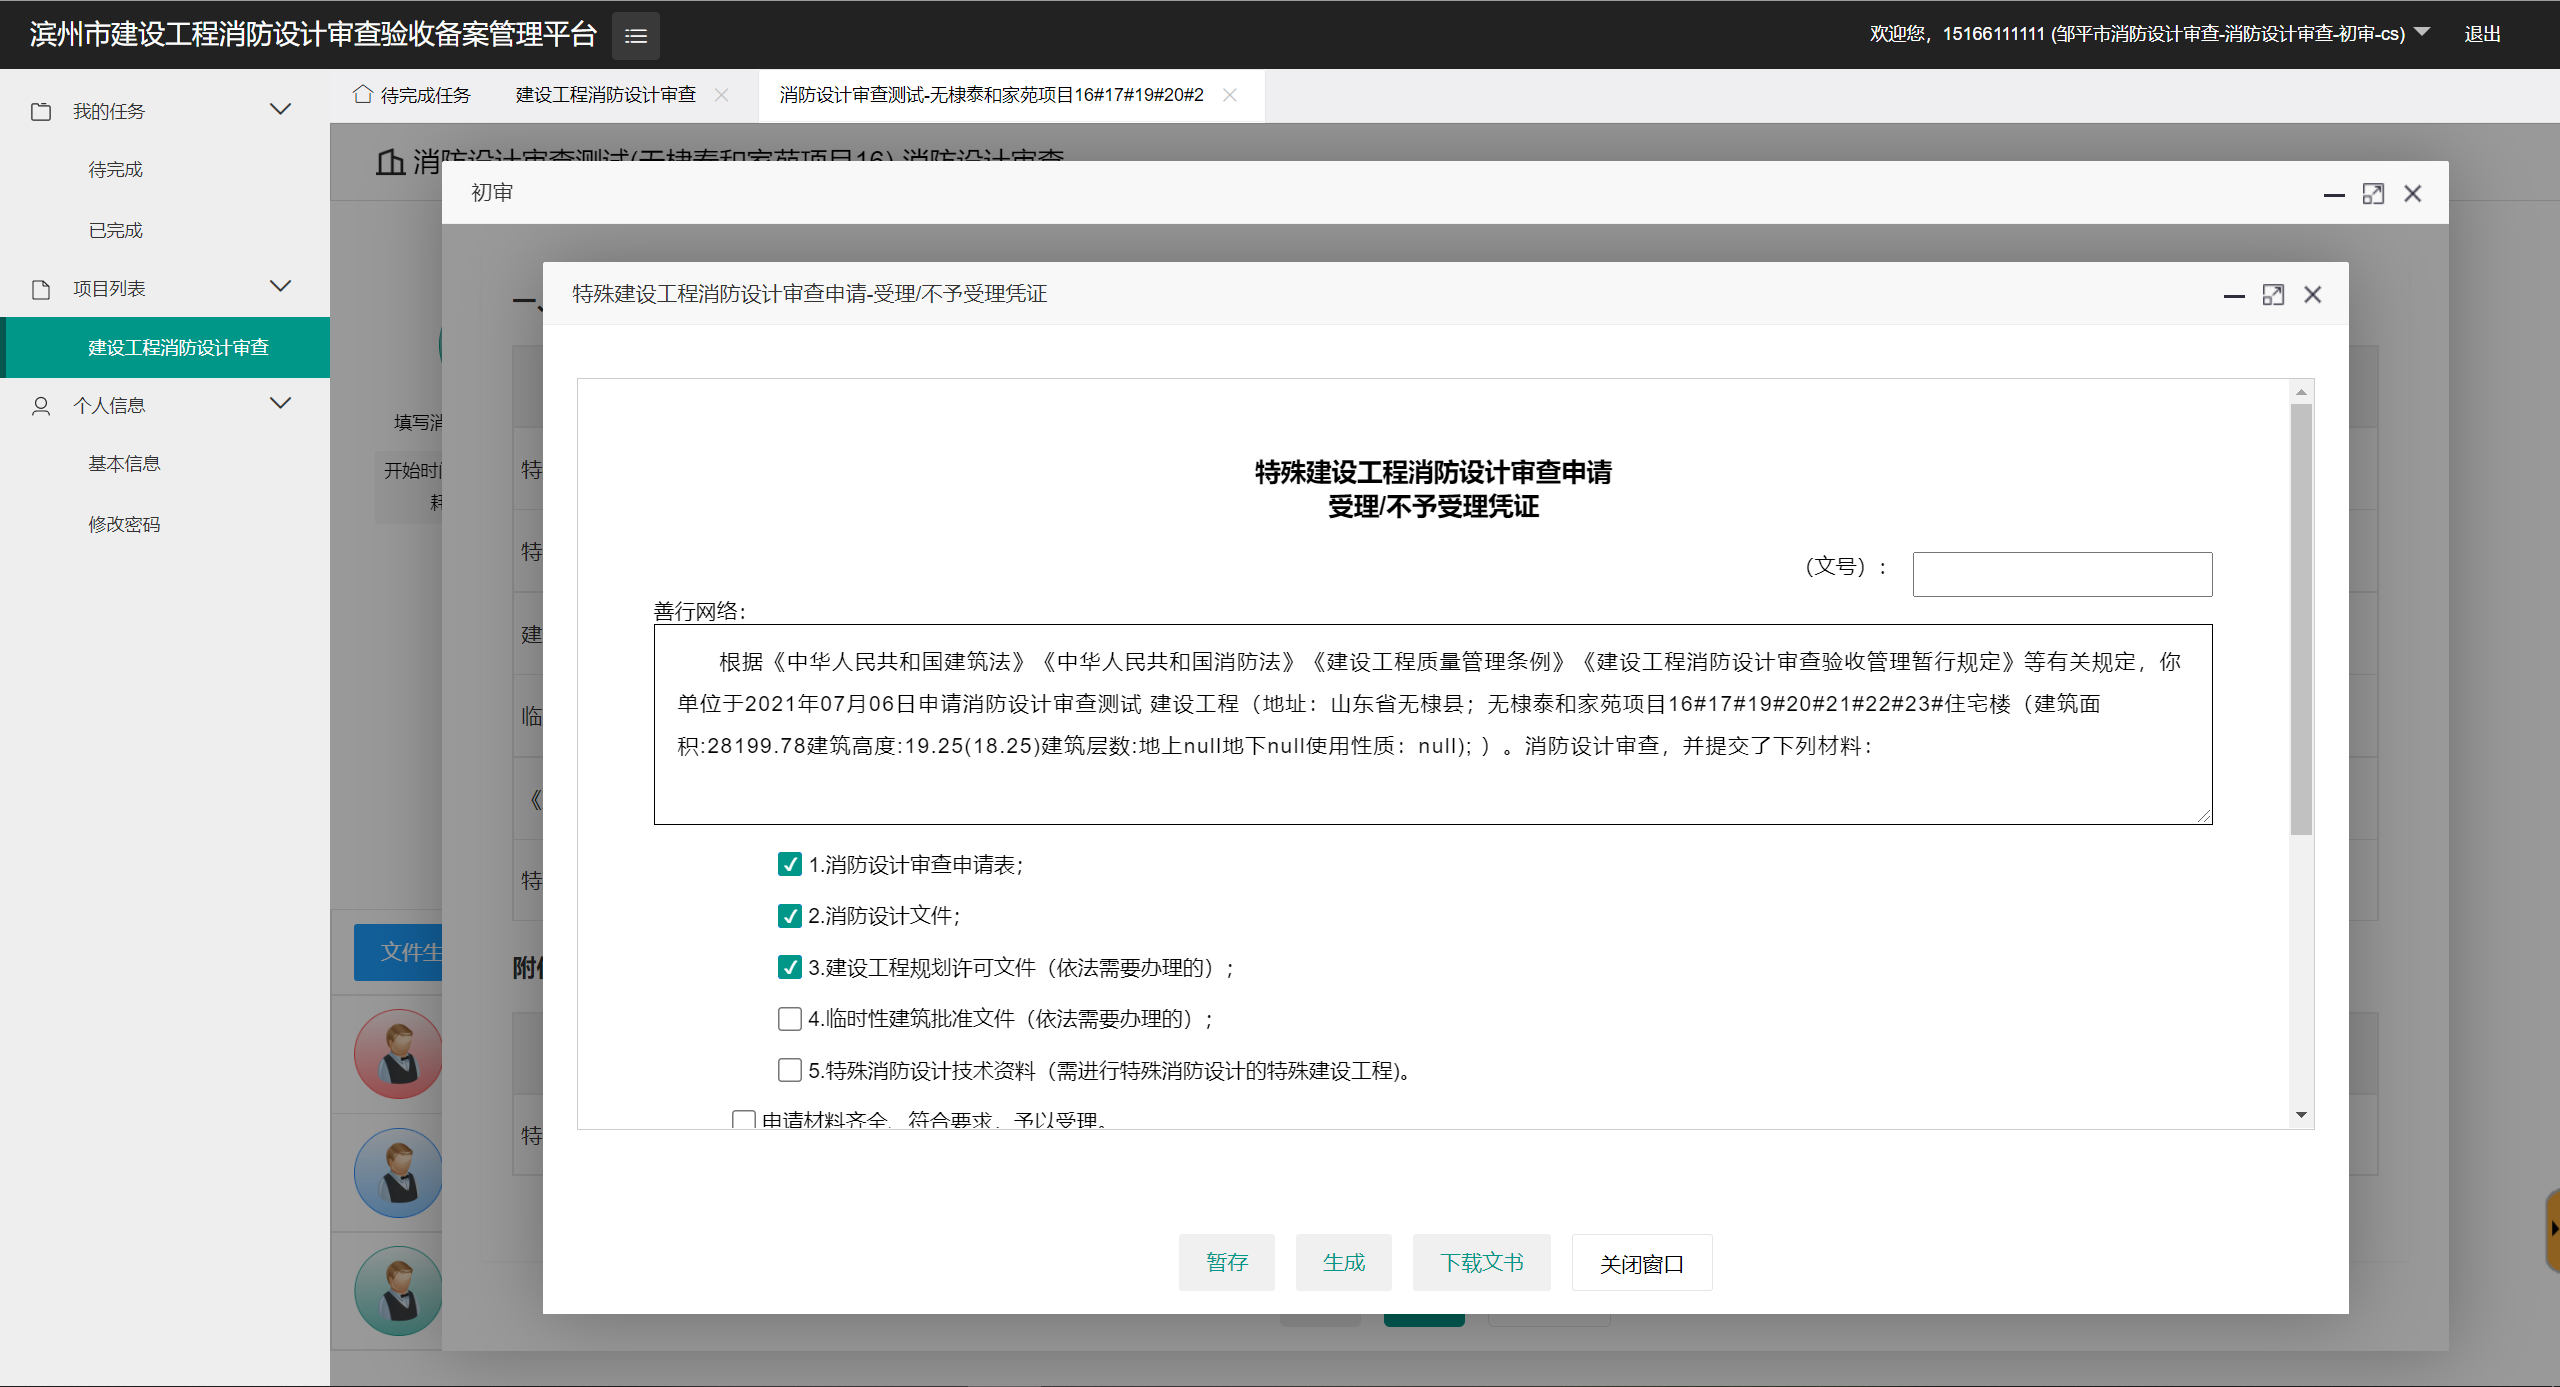 滨州市建设工程消防设计审查验收备案管理平台
欢迎您，15166111111 (邹平市消防设计审查-消防设计审查-初审-cs)
退出
我的任务
待完成
已完成
项目列表
建设工程消防设计审查
个人信息
基本信息
修改密码
待完成任务
建设工程消防设计审查
消防设计审查测试-无棣泰和家苑项目16#17#19#20#2
消防设计审查测试(无棣泰和家苑项目16) 消防设计审查
初审
填写消
开始时间
一、
特
特
建
临
《
特
附件
特
文件生
特殊建设工程消防设计审查申请-受理/不予受理凭证
特殊建设工程消防设计审查申请
受理/不予受理凭证
（文号）：
善行网络：
根据《中华人民共和国建筑法》《中华人民共和国消防法》《建设工程质量管理条例》《建设工程消防设计审查验收管理暂行规定》等有关规定，你
单位于2021年07月06日申请消防设计审查测试 建设工程（地址：山东省无棣县；无棣泰和家苑项目16#17#19#20#21#22#23#住宅楼（建筑面
积:28199.78建筑高度:19.25(18.25)建筑层数:地上null地下null使用性质：null); ）。消防设计审查，并提交了下列材料：
1.消防设计审查申请表；
2.消防设计文件；
3.建设工程规划许可文件（依法需要办理的）；
4.临时性建筑批准文件（依法需要办理的）；
5.特殊消防设计技术资料（需进行特殊消防设计的特殊建设工程)。
申请材料齐全、符合要求，予以受理。
暂存
生成
下载文书
关闭窗口